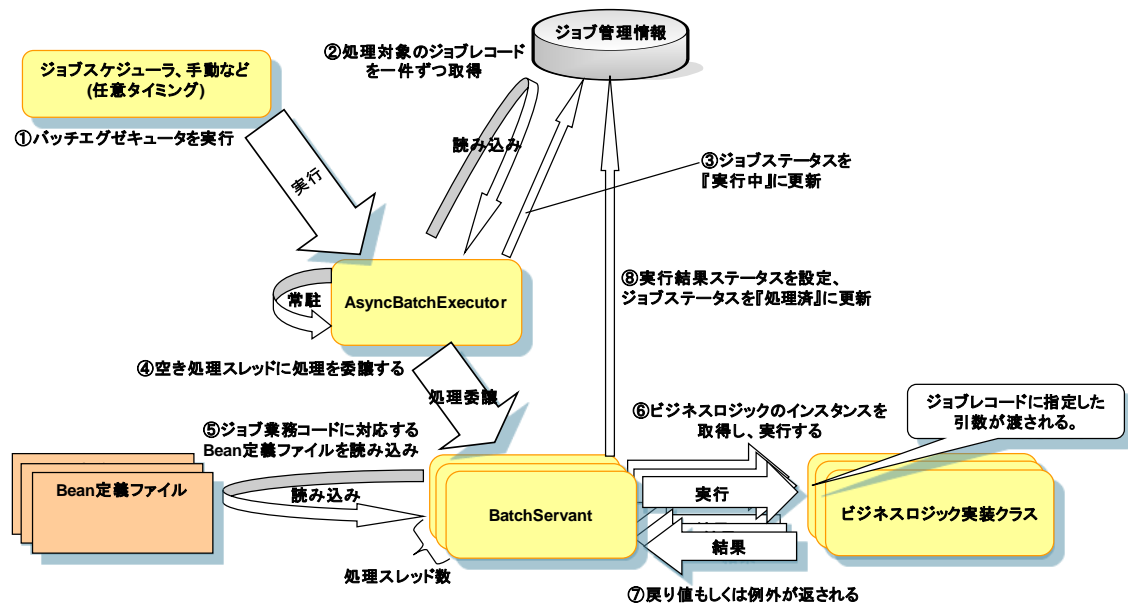 ジョブ管理情報
②処理対象のジョブレコード
を一件ずつ取得
ジョブスケジューラ、手動など
(任意タイミング)
①バッチエグゼキュータを実行
読み込み
実行
③ジョブステータスを
『実行中』に更新
⑧実行結果ステータスを設定、
ジョブステータスを『処理済』に更新
常駐
AsyncBatchExecutor
④空き処理スレッドに処理を委譲する
処理委譲
⑥ビジネスロジックのインスタンスを
取得し、実行する
ジョブレコードに指定した
引数が渡される。
⑤ジョブ業務コードに対応する
Bean定義ファイルを読み込み
Bean定義ファイル
読み込み
BatchServant
実行
結果
ビジネスロジック実装クラス
処理スレッド数
⑦戻り値もしくは例外が返される